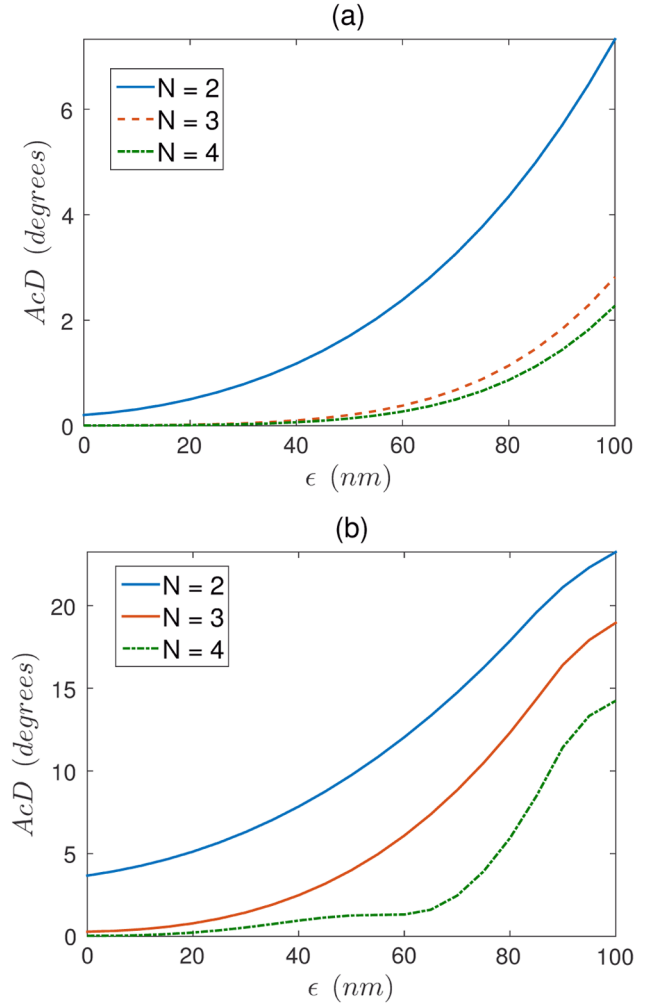 (a)
N = 2
N = 3
N = 4
AcD (degrees)
6
4
2
0
0 20 40 60 80 100
ϵ (nm)
(b)
N = 2
N = 3
N = 4
AcD (degrees)
20
15
10
5
0
0 20 40 60 80 100
ϵ (nm)